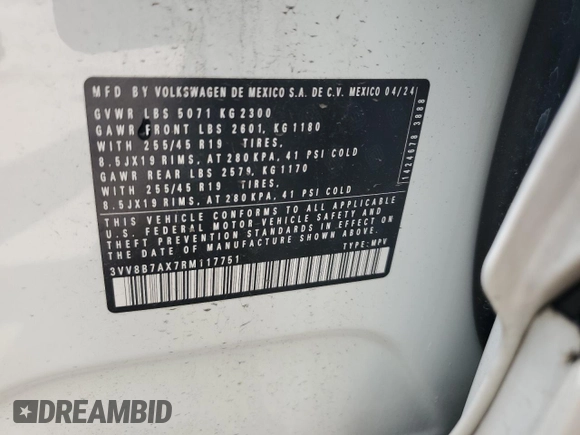 MFD BY VOLKSWAGEN DE MEXICO S.A. DE C.V. MEXICO 04/24
GVWR LBS 5071 KG2300
GAWR FRONT LBS 2601, KG1180
WITH 255/45 R19 TIRES,
8.5JX19 RIMS, AT 280KPA, 41 PSI COLD
GAWR REAR LBS 2579, KG1170
WITH 255/45 R19 TIRES,
8.5JX19 RIMS, AT 280KPA, 41 PSI COLD
THIS VEHICLE CONFORMS TO ALL APPLICABLE
U.S. FEDERAL MOTOR VEHICLE SAFETY AND
THEFT PREVENTION STANDARDS IN EFFECT ON
THE DATE OF MANUFACTURE SHOWN ABOVE.
3VV8B7AX7RM117751 TYPE: MPV
1424678 3888
DREAMBID